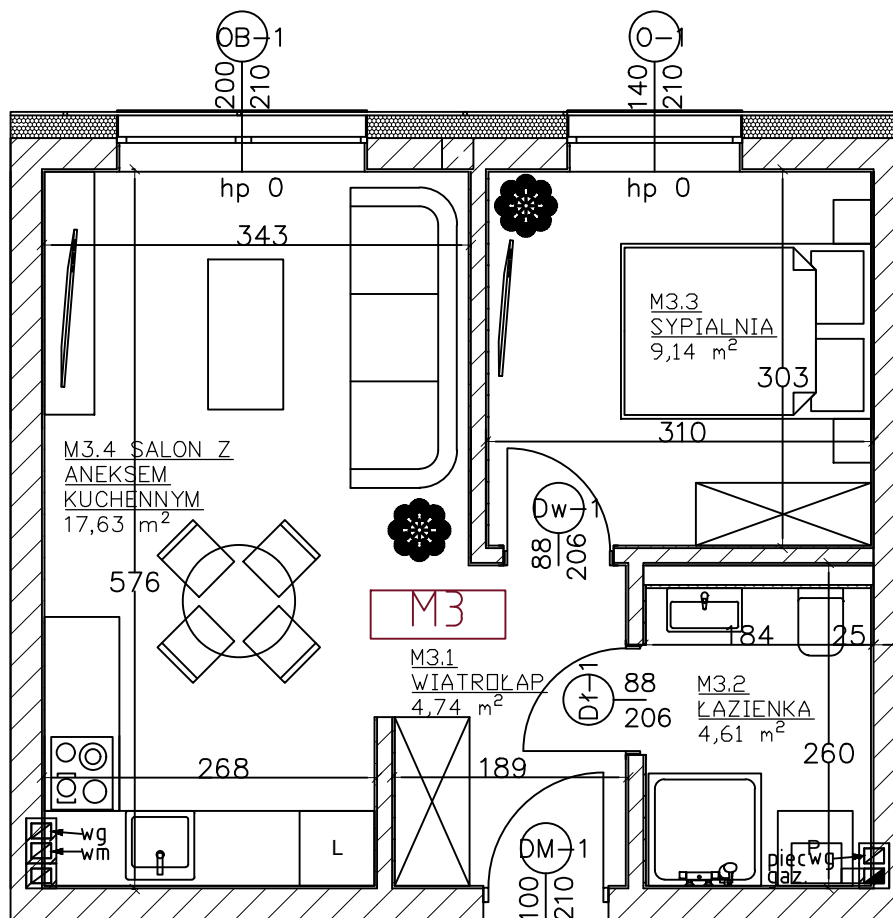 OB-1
O-1
200
210
140
210
hp 0
hp 0
343
M3.3
SYPIALNIA
9,14 m²
303
310
M3.4 SALON Z
ANEKSEM
KUCHENNYM
17,63 m²
Dw-1
88
206
576
M3
184
25
M3.1
WIATROŁAP
4,74 m²
Dł-1
88
206
M3.2
ŁAZIENKA
4,61 m²
260
268
189
wg
wm
L
DM-1
100
210
P
piec wg
gaz.